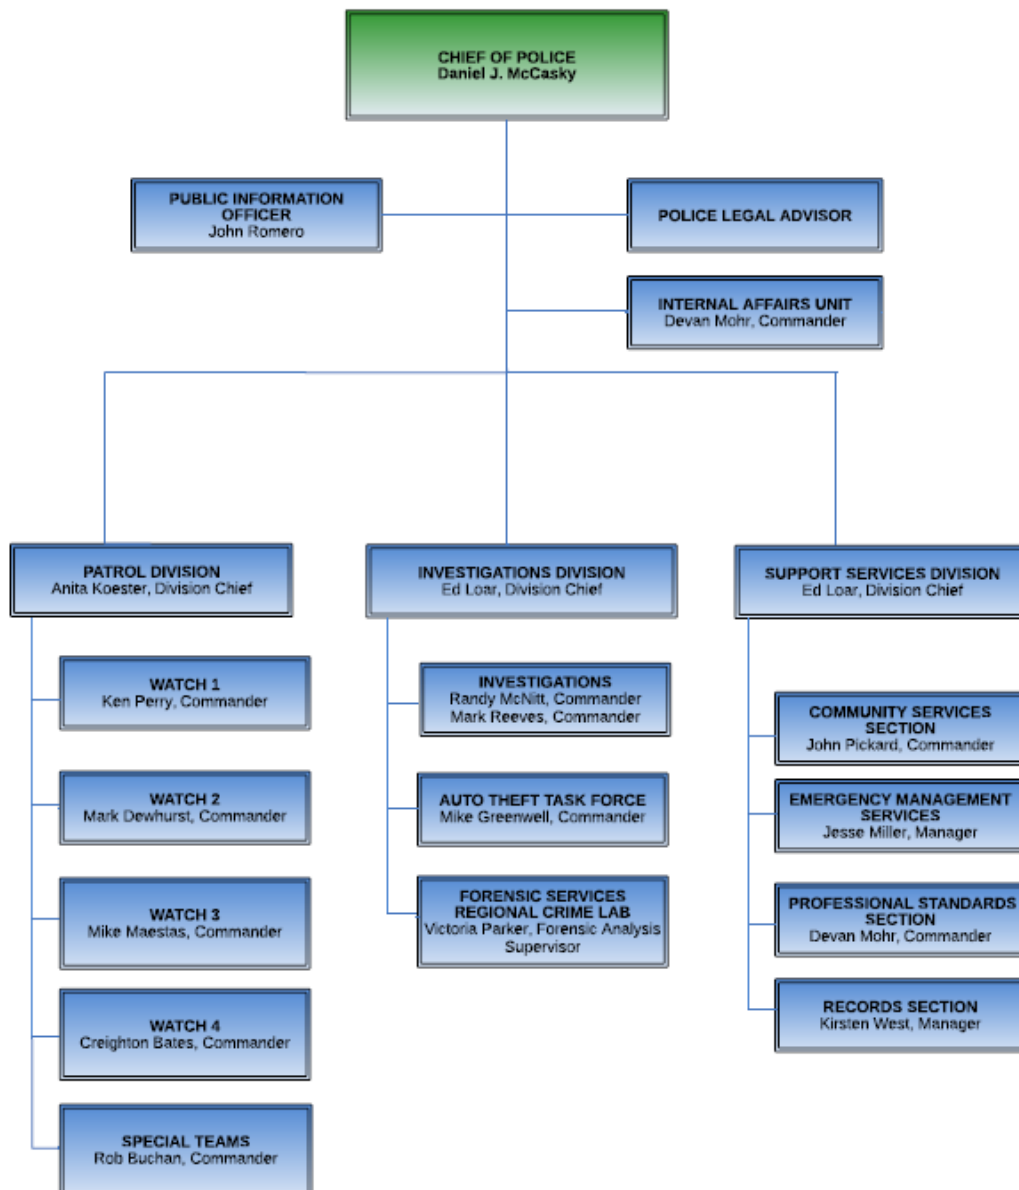 CHIEF OF POLICE
Daniel J. McCasky
PUBLIC INFORMATION
OFFICER
John Romero
POLICE LEGAL ADVISOR
INTERNAL AFFAIRS UNIT
Devan Mohr, Commander
PATROL DIVISION
Anita Koester, Division Chief
WATCH 1
Ken Perry, Commander
WATCH 2
Mark Dewhurst, Commander
WATCH 3
Mike Maestas, Commander
WATCH 4
Creighton Bates, Commander
SPECIAL TEAMS
Rob Buchan, Commander
INVESTIGATIONS DIVISION
Ed Loar, Division Chief
INVESTIGATIONS
Randy McNitt, Commander
Mark Reeves, Commander
AUTO THEFT TASK FORCE
Mike Greenwell, Commander
FORENSIC SERVICES
REGIONAL CRIME LAB
Victoria Parker, Forensic Analysis
Supervisor
SUPPORT SERVICES DIVISION
Ed Loar, Division Chief
COMMUNITY SERVICES
SECTION
John Pickard, Commander
EMERGENCY MANAGEMENT
SERVICES
Jesse Miller, Manager
PROFESSIONAL STANDARDS
SECTION
Devan Mohr, Commander
RECORDS SECTION
Kirsten West, Manager